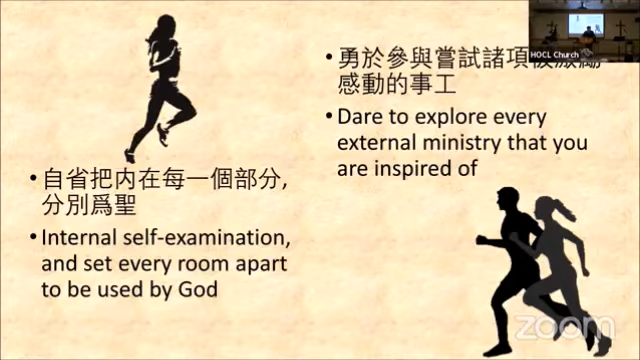 • 自省把内在每一個部分,
分別爲聖
• Internal self-examination,
and set every room apart
to be used by God
• 勇於參與嘗試諸項
感動的事工
• Dare to explore every
external ministry that you
are inspired of
HOCL Church
zoom